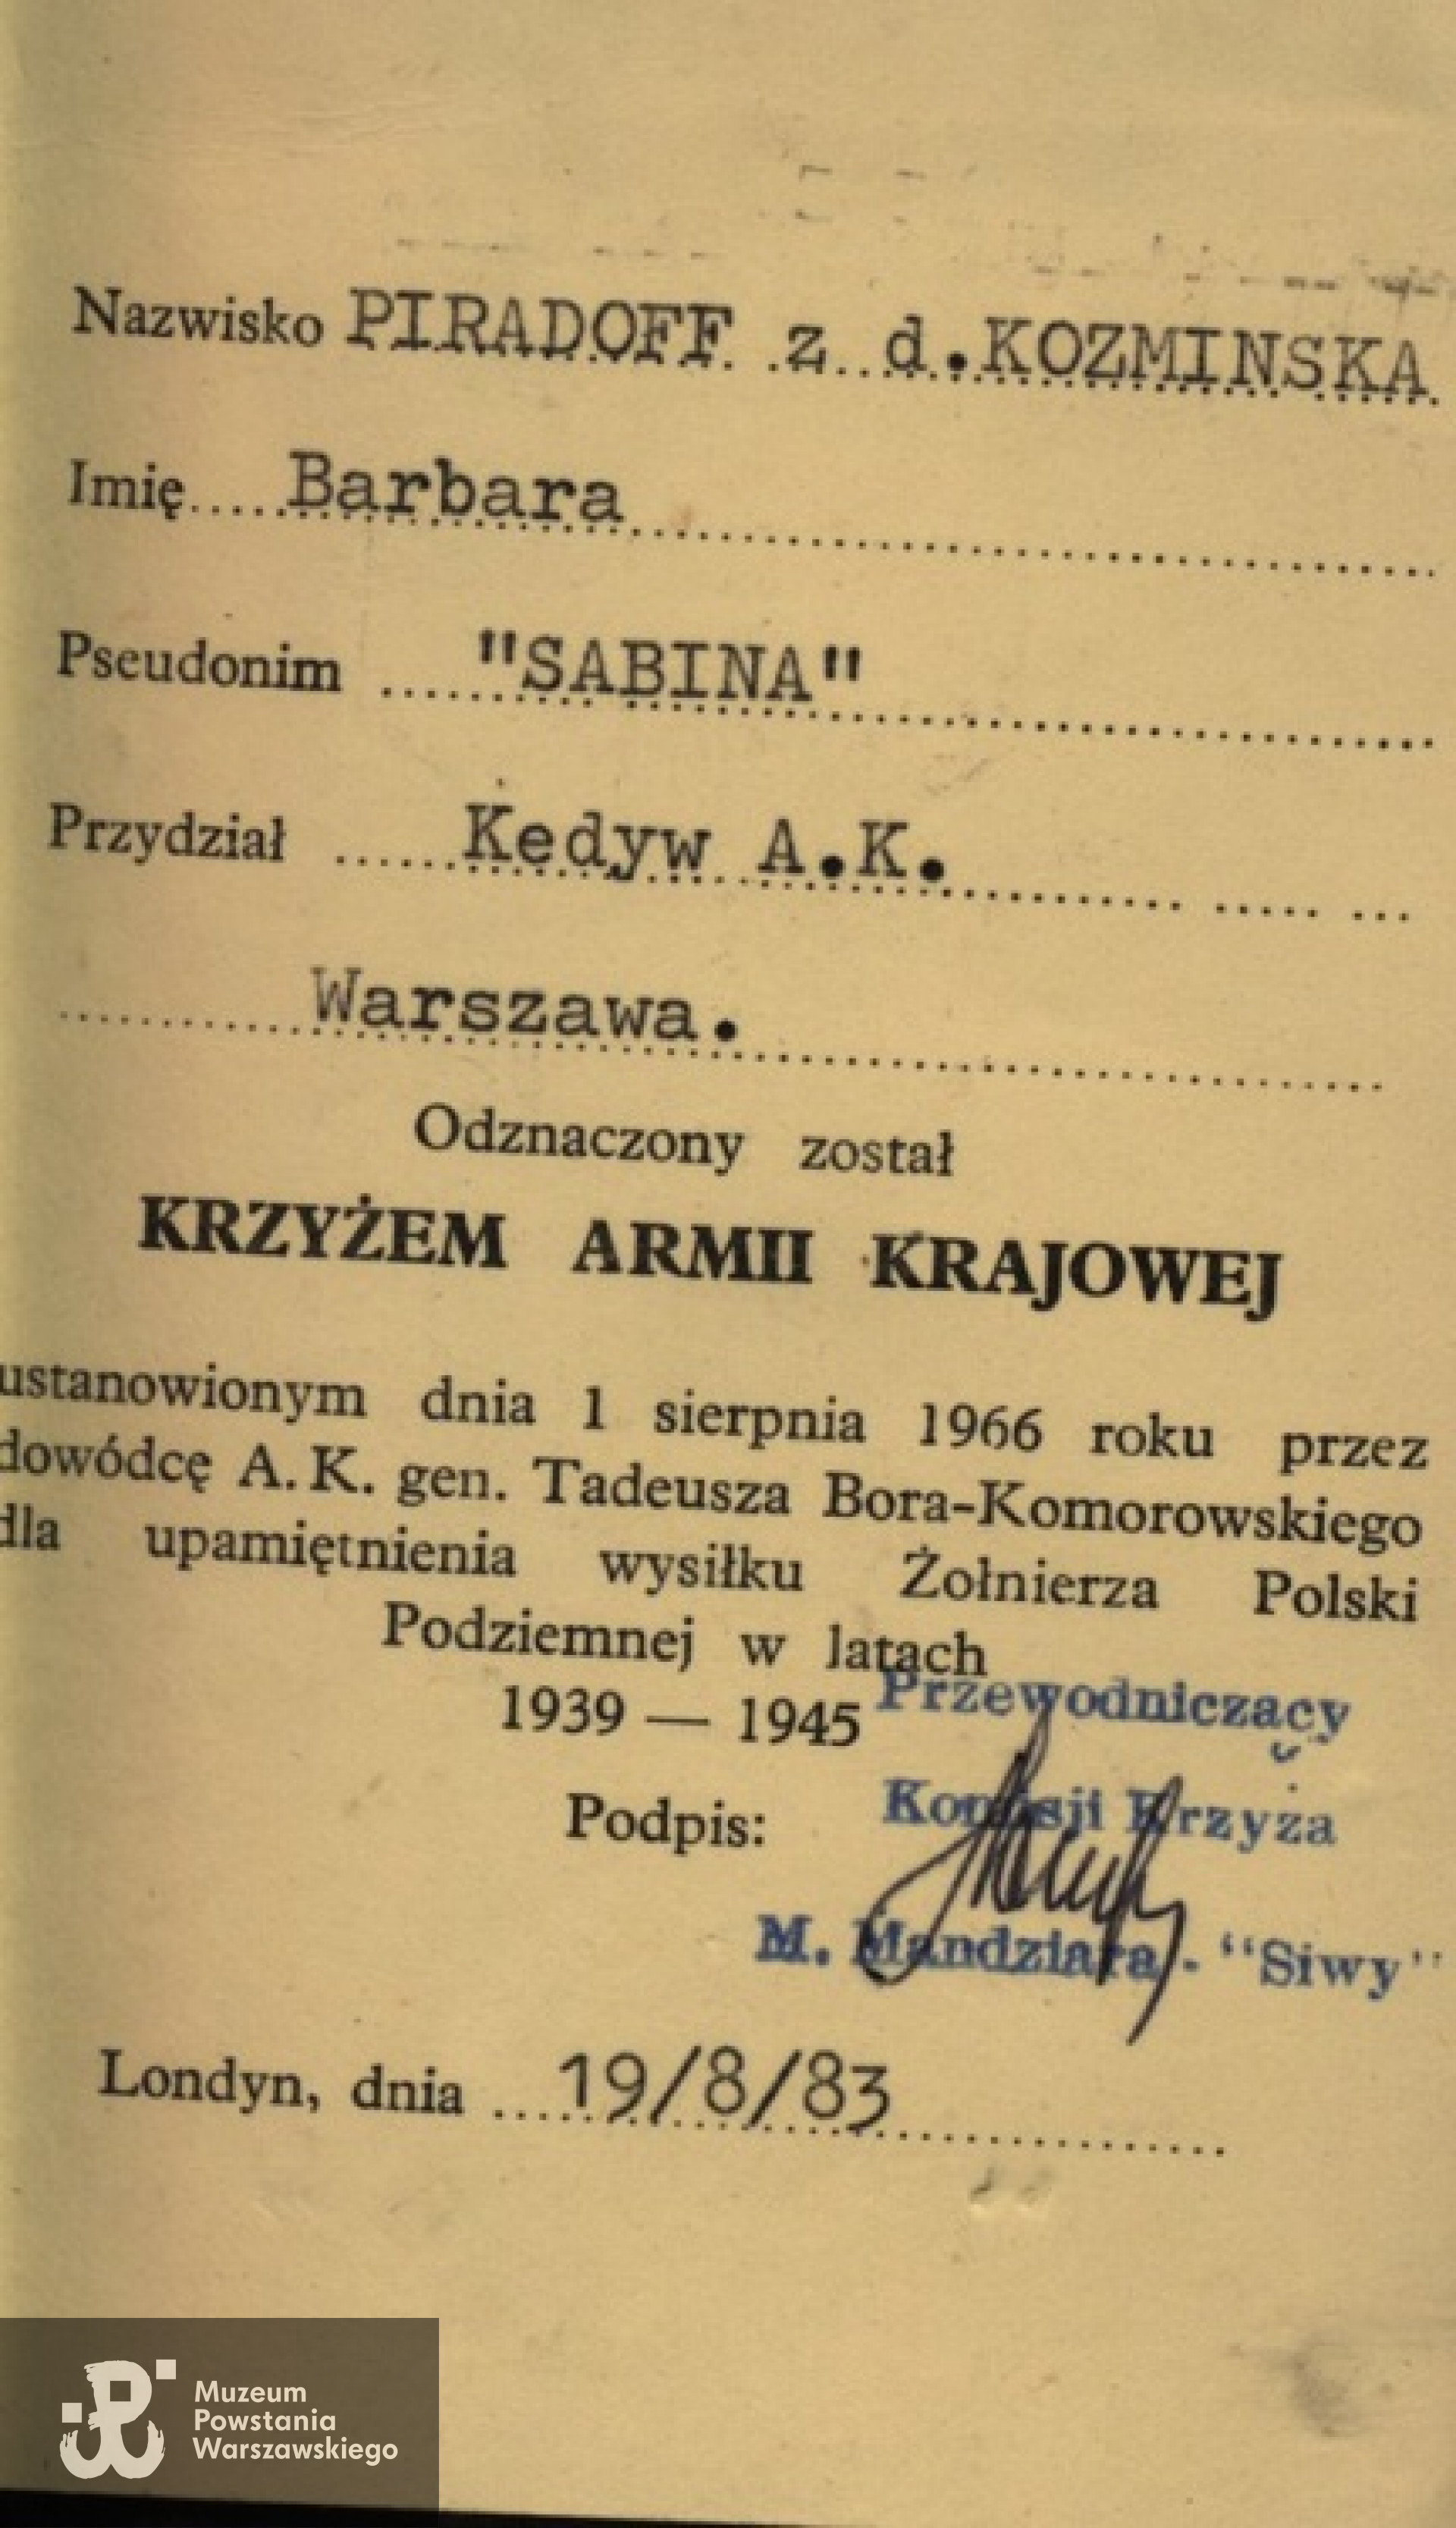 Nazwisko PIRADOFF z d. KOZMINSKA
Imię Barbara
Pseudonim "SABINA"
Przydział Kedyw A.K.
Warszawa.
Odznaczony został
KRZYŻEM ARMII KRAJOWEJ
ustanowionym dnia 1 sierpnia 1966 roku przez
dowódcę A. K. gen. Tadeusza Bora-Komorowskiego
dla upamiętnienia wysiłku Żołnierza Polski
Podziemnej w latach
1939 — 1945
Przewodniczący
Komisji Krzyża
Podpis:
M. Mandziara - "Siwy"
Londyn, dnia 19/8/83
Muzeum
Powstania
Warszawskiego